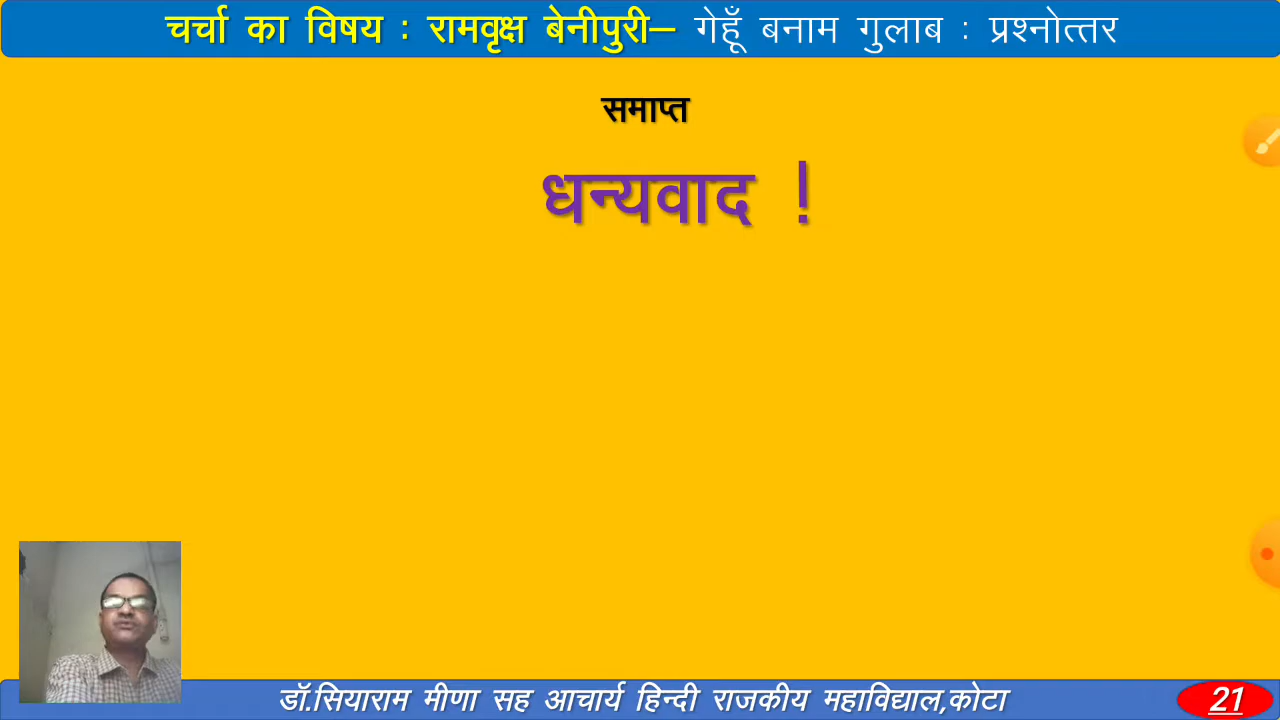 चर्चा का विषय : रामवृक्ष बेनीपुरी– गेहूँ बनाम गुलाब : प्रश्नोत्तर
समाप्त
धन्यवाद !
डॉ.सियाराम मीणा सह आचार्य हिन्दी राजकीय महाविद्याल,कोटा
21